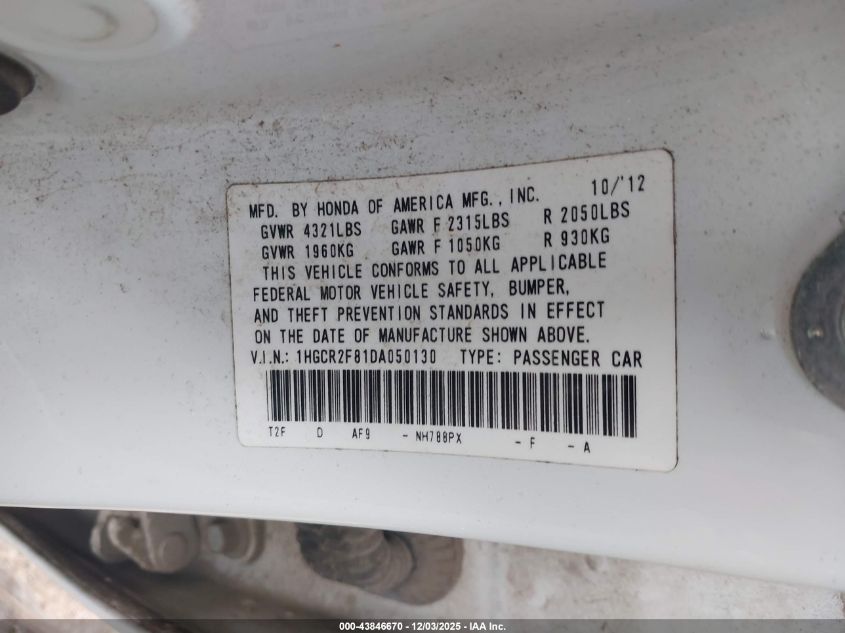 MFD. BY HONDA OF AMERICA MFG., INC. 10/'12
GVWR 4321LBS GAWR F 2315LBS R 2050LBS
GVWR 1960KG GAWR F 1050KG R 930KG
THIS VEHICLE CONFORMS TO ALL APPLICABLE
FEDERAL MOTOR VEHICLE SAFETY, BUMPER,
AND THEFT PREVENTION STANDARDS IN EFFECT
ON THE DATE OF MANUFACTURE SHOWN ABOVE.
V.I.N.: 1HGCR2F81DA050130 TYPE: PASSENGER CAR
T2F D AF9 - NH788PX - F - A
000-43846670 - 12/03/2025 - IAA Inc.